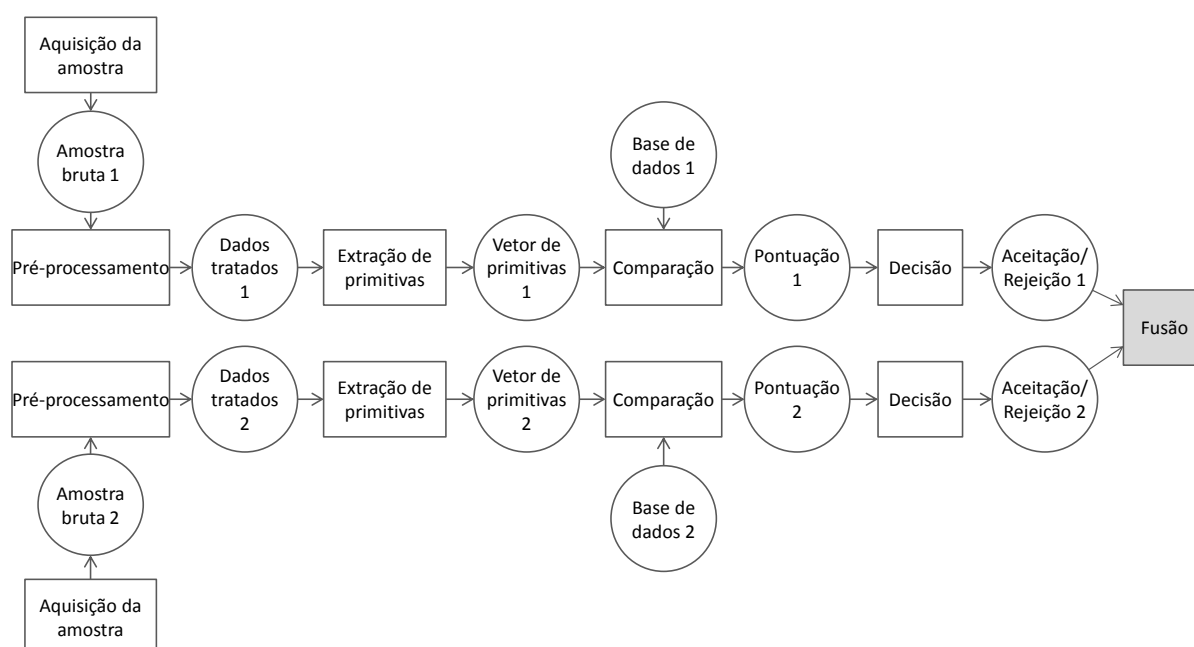 Aquisição da
amostra
Amostra
bruta 1
Base de
dados 1
Pré-processamento
Dados
tratados
1
Extração de
primitivas
Vetor de
primitivas
1
Comparação
Pontuação
1
Decisão
Aceitação/
Rejeição 1
Fusão
Pré-processamento
Dados
tratados
2
Extração de
primitivas
Vetor de
primitivas
2
Comparação
Pontuação
2
Decisão
Aceitação/
Rejeição 2
Amostra
bruta 2
Base de
dados 2
Aquisição da
amostra